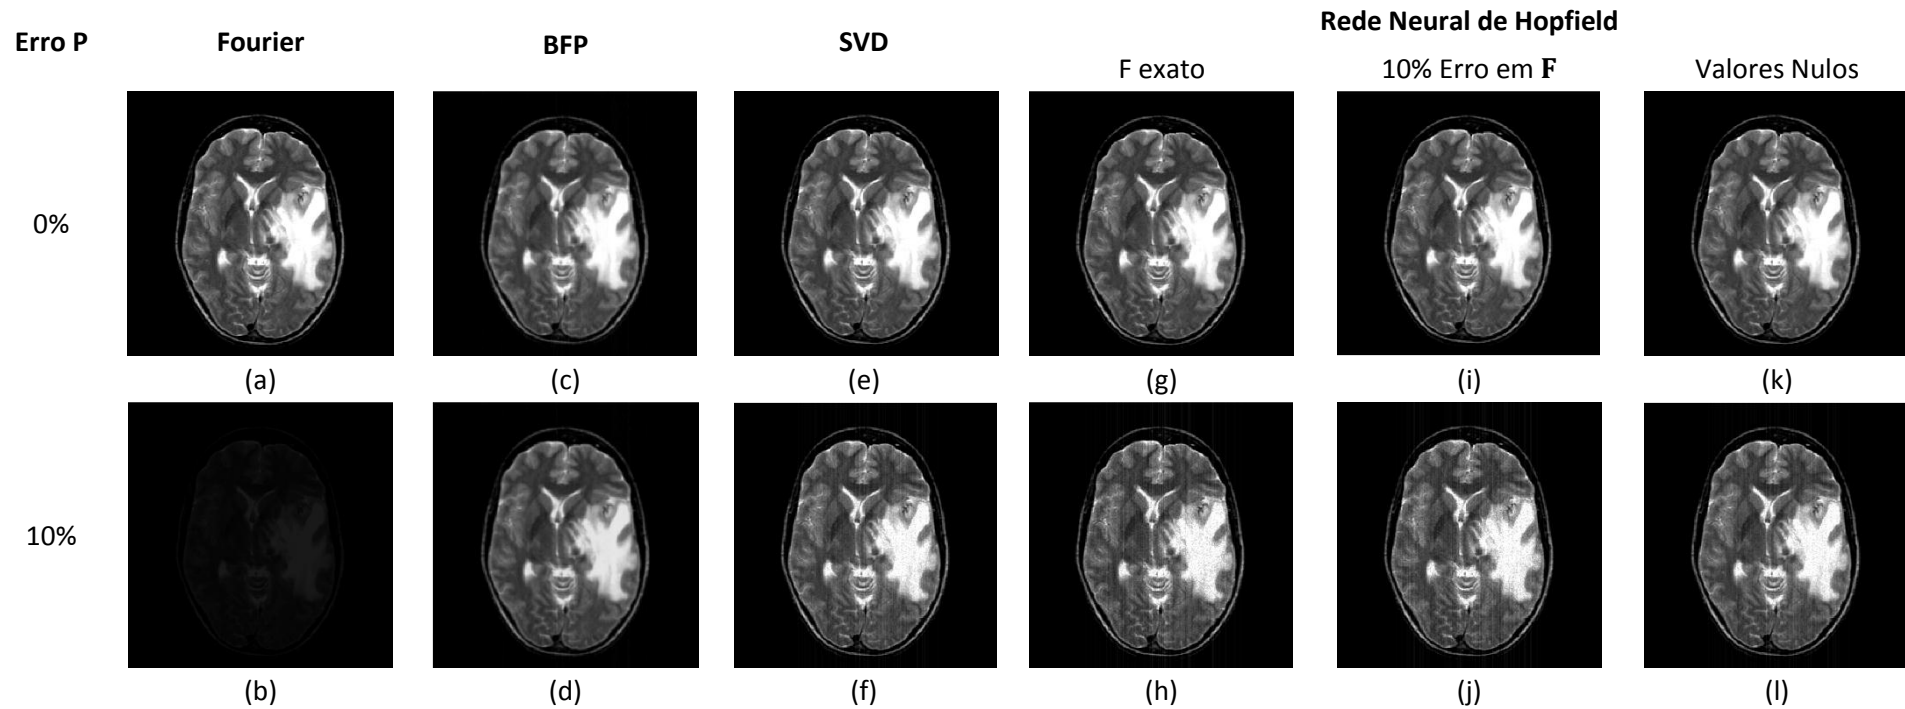 Rede Neural de Hopfield
Erro P Fourier BFP SVD
F exato 10% Erro em F Valores Nulos
0%
(a) (c) (e) (g) (i) (k)
10%
(b) (d) (f) (h) (j) (l)